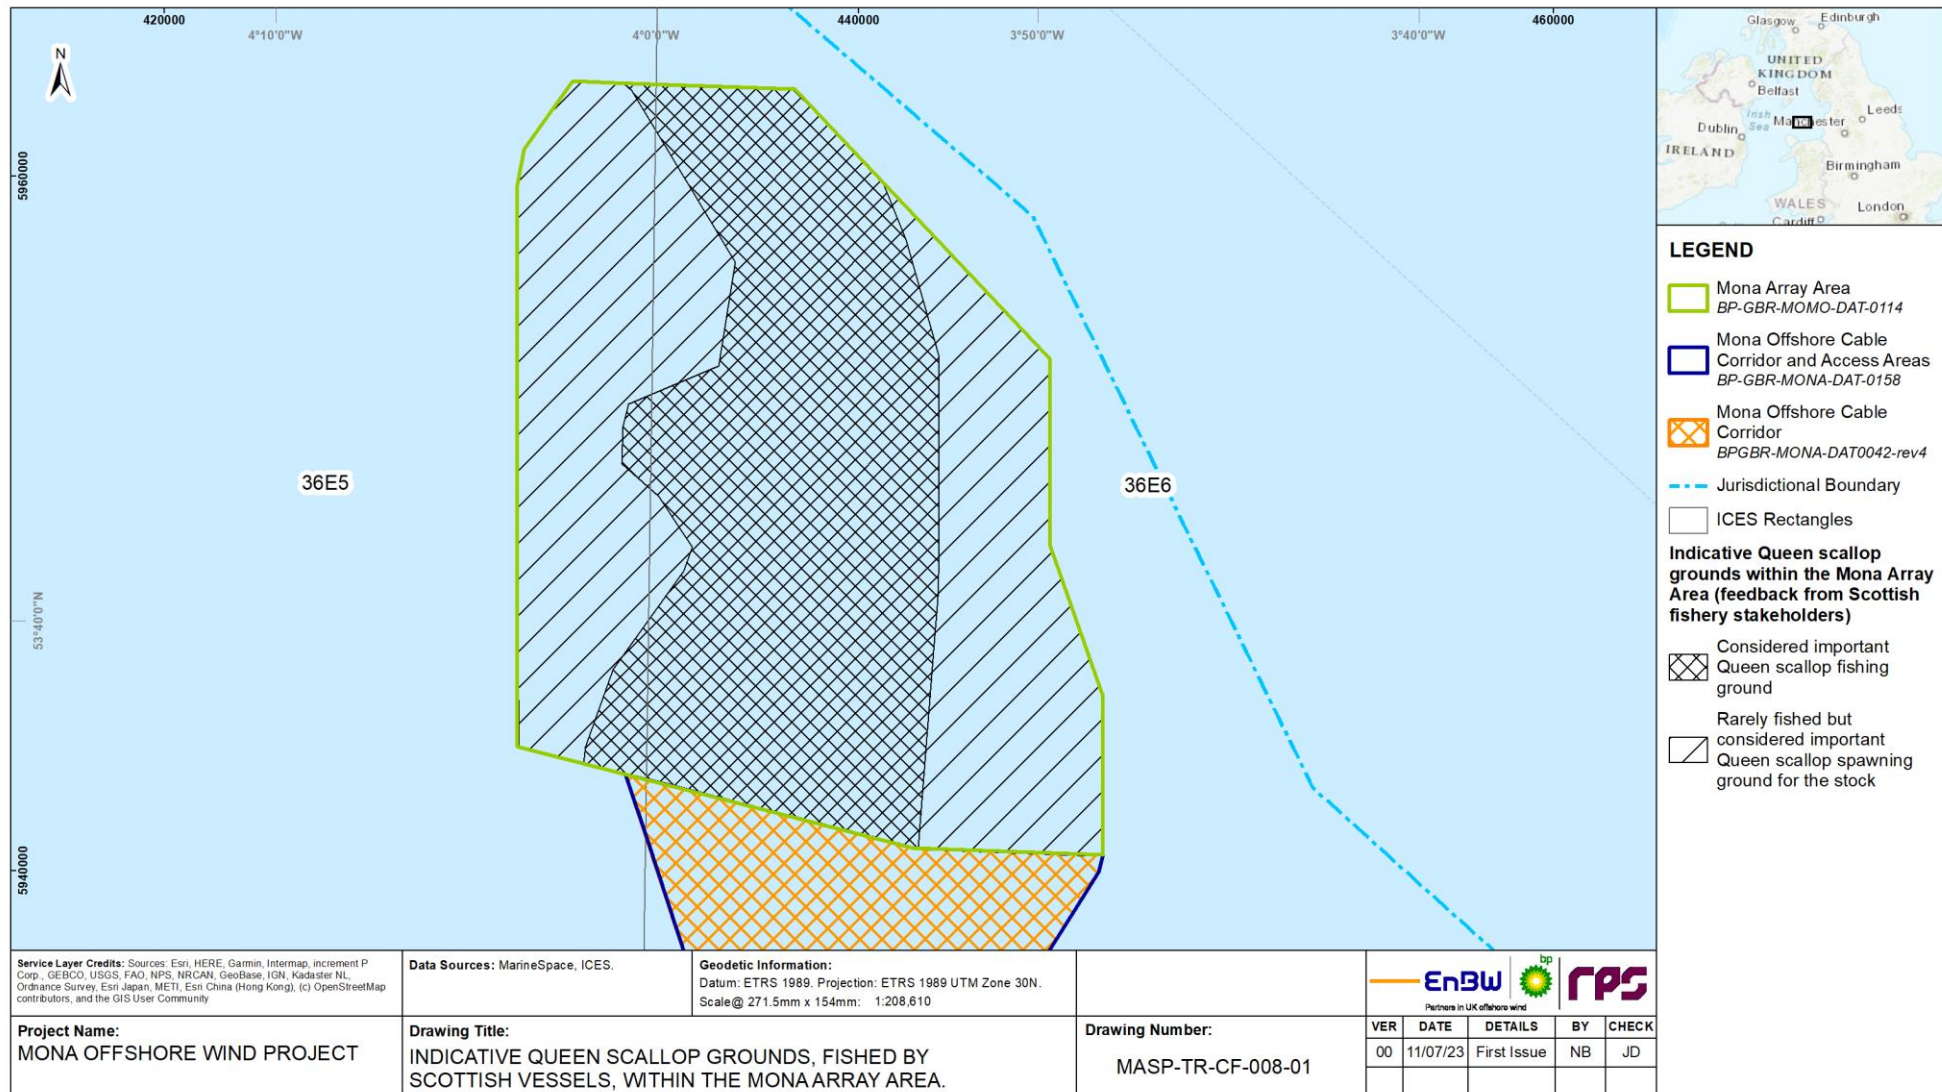 420000
440000
460000
4°10'0"W
4°0'0"W
3°50'0"W
3°40'0"W
N
5960000
53°40'0"N
5940000
36E5
36E6
Glasgow
Edinburgh
UNITED
KINGDOM
Belfast
Leeds
Irish
Sea
Manchester
Dublin
IRELAND
Birmingham
WALES
London
Cardiff
LEGEND
Mona Array Area
BP-GBR-MOMO-DAT-0114
Mona Offshore Cable
Corridor and Access Areas
BP-GBR-MONA-DAT-0158
Mona Offshore Cable
Corridor
BPGBR-MONA-DAT0042-rev4
Jurisdictional Boundary
ICES Rectangles
Indicative Queen scallop
grounds within the Mona Array
Area (feedback from Scottish
fishery stakeholders)
Considered important
Queen scallop fishing
ground
Rarely fished but
considered important
Queen scallop spawning
ground for the stock
Service Layer Credits: Sources: Esri, HERE, Garmin, Intermap, increment P
Corp., GEBCO, USGS, FAO, NPS, NRCAN, GeoBase, IGN, Kadaster NL,
Ordnance Survey, Esri Japan, METI, Esri China (Hong Kong), (c) OpenStreetMap
contributors, and the GIS User Community
Data Sources: MarineSpace, ICES.
Geodetic Information:
Datum: ETRS 1989. Projection: ETRS 1989 UTM Zone 30N.
Scale@ 271.5mm x 154mm: 1:208,610
EnBW
bp
Partners in UK offshore wind
rps
Project Name:
MONA OFFSHORE WIND PROJECT
Drawing Title:
INDICATIVE QUEEN SCALLOP GROUNDS, FISHED BY
SCOTTISH VESSELS, WITHIN THE MONA ARRAY AREA.
Drawing Number:
MASP-TR-CF-008-01
VER DATE DETAILS BY CHECK
00 11/07/23 First Issue NB JD